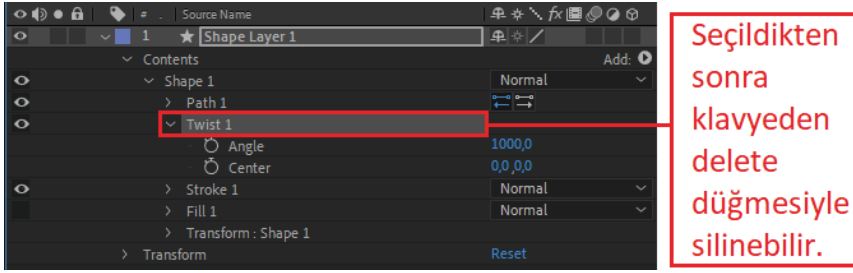 # . Source Name
1 ★ Shape Layer 1
Contents Add:
Shape 1 Normal
Path 1
Twist 1
Angle 1000,0
Center 0,0 ,0,0
Stroke 1 Normal
Fill 1 Normal
Transform : Shape 1
Transform Reset
Seçildikten
sonra
klavyeden
delete
düğmesiyle
silinebilir.